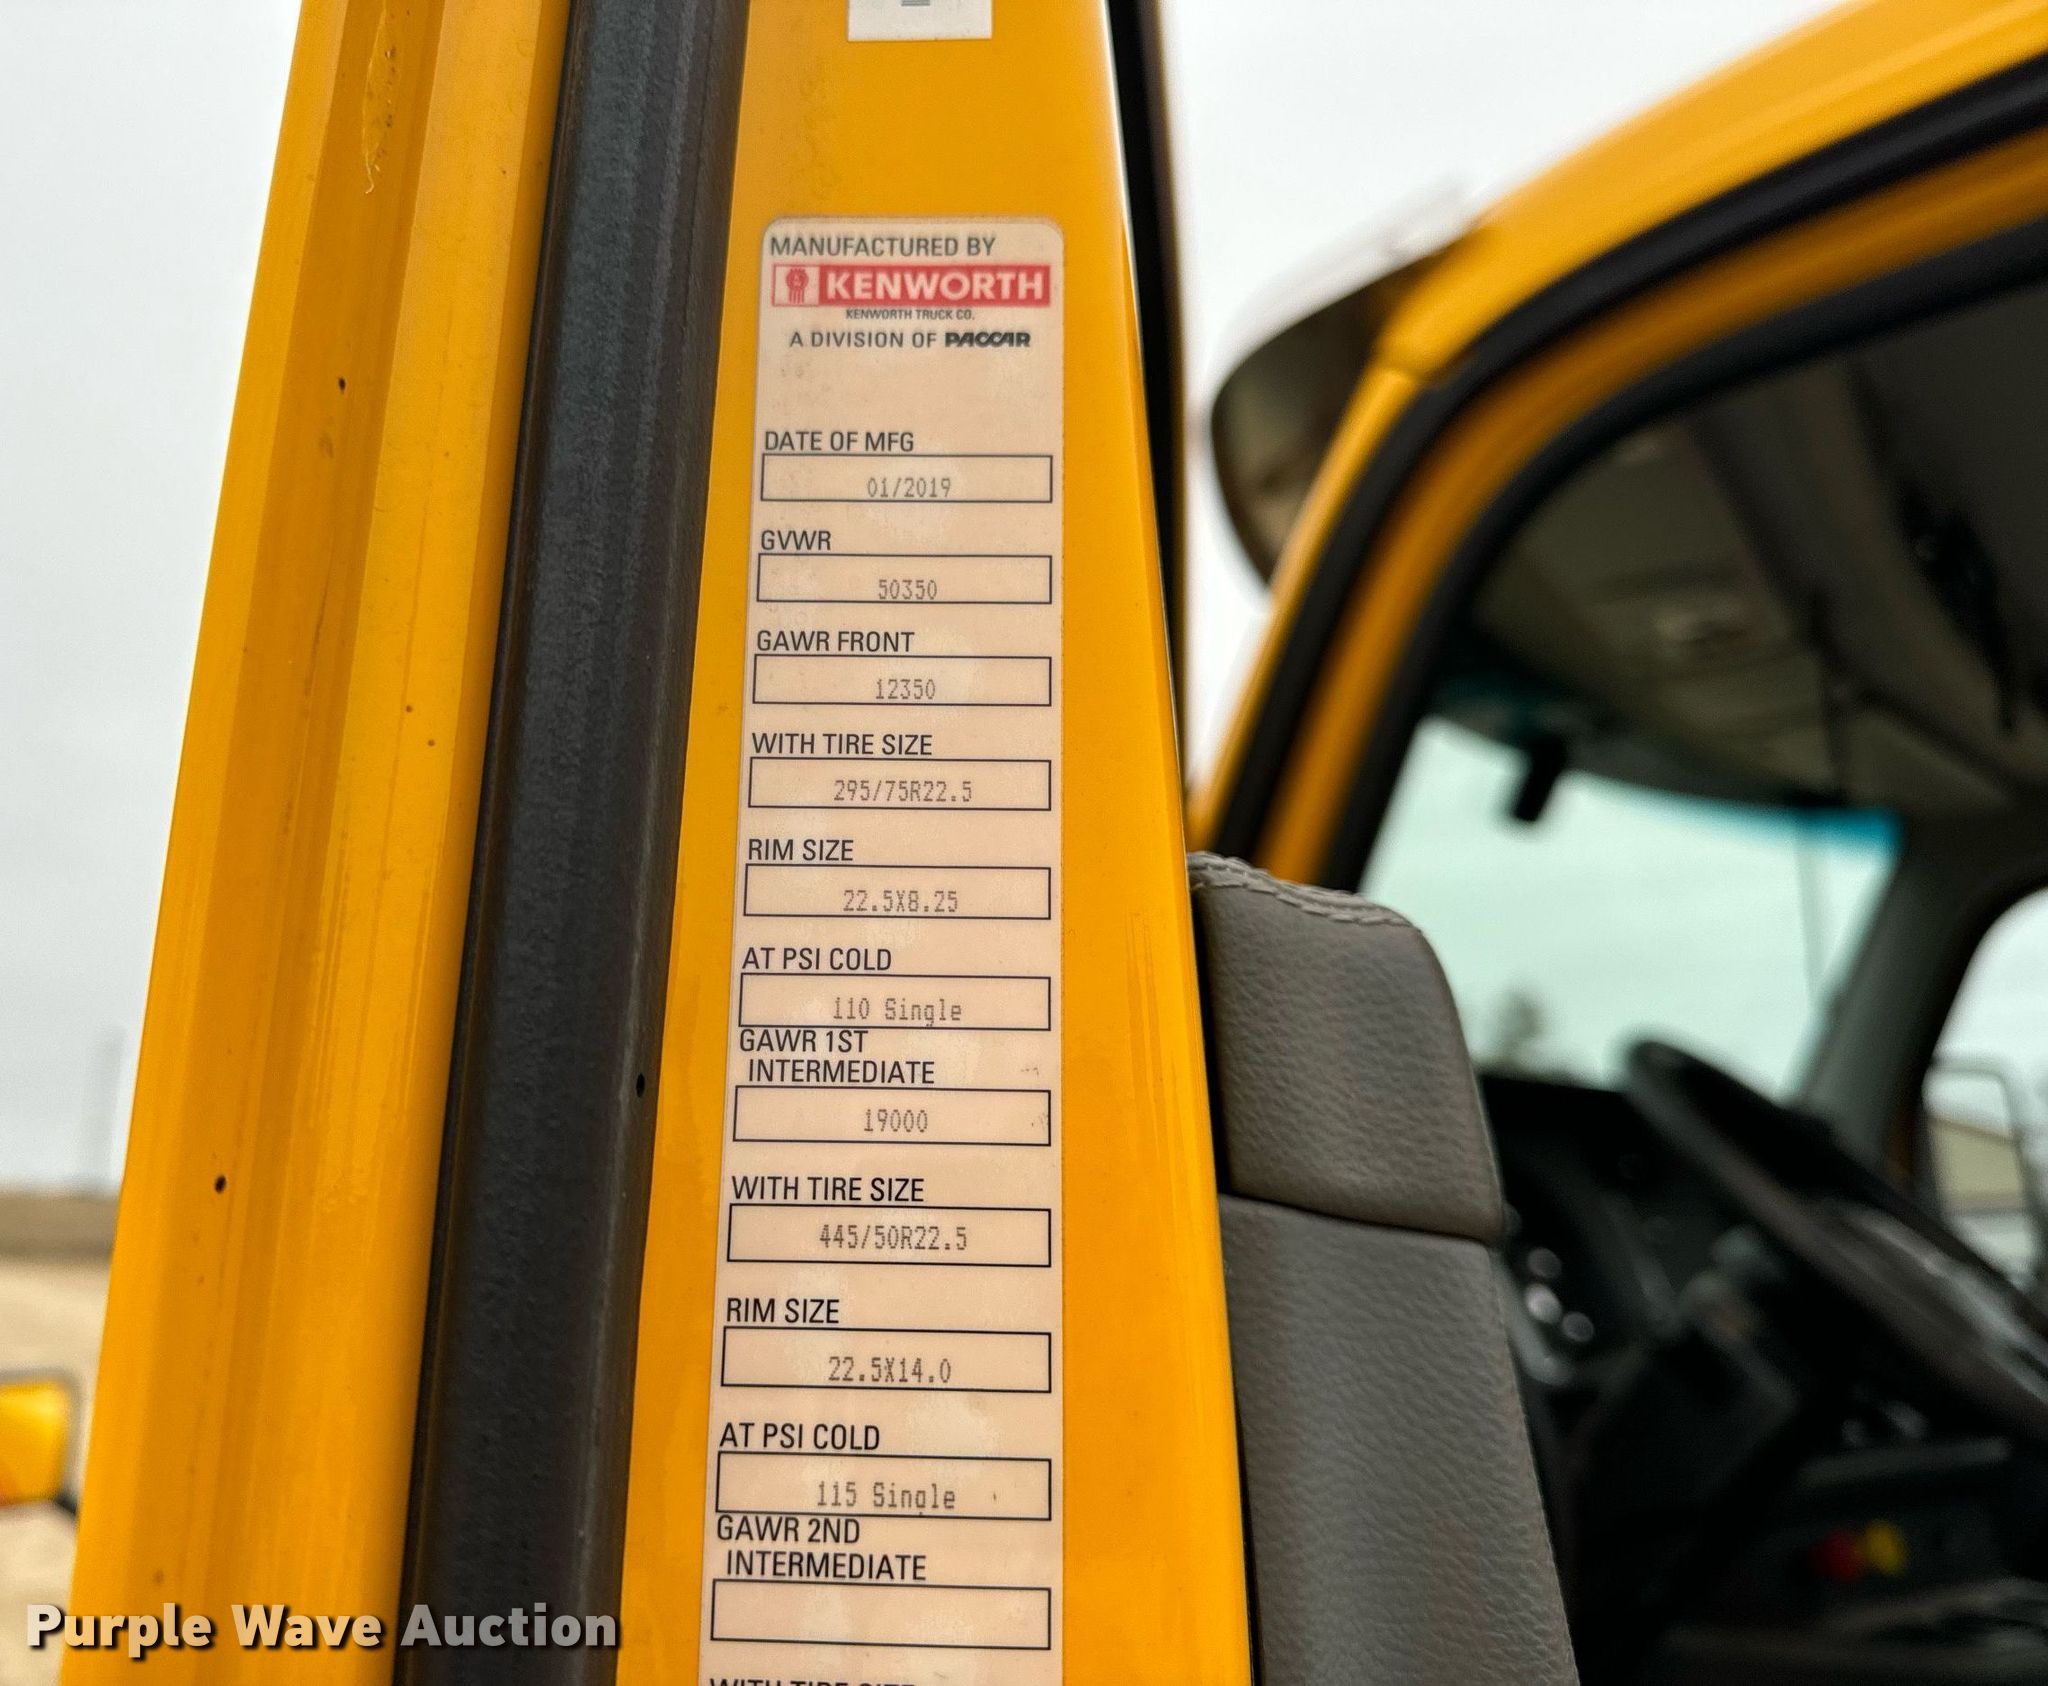 MANUFACTURED BY
KENWORTH
KENWORTH TRUCK CO.
A DIVISION OF PACCAR
DATE OF MFG
01/2019
GVWR
50350
GAWR FRONT
12350
WITH TIRE SIZE
295/75R22.5
RIM SIZE
22.5X8.25
AT PSI COLD
110 Single
GAWR 1ST
INTERMEDIATE
19000
WITH TIRE SIZE
445/50R22.5
RIM SIZE
22.5X14.0
AT PSI COLD
115 Single
GAWR 2ND
INTERMEDIATE
WITH TIRE SIZE
Purple Wave Auction